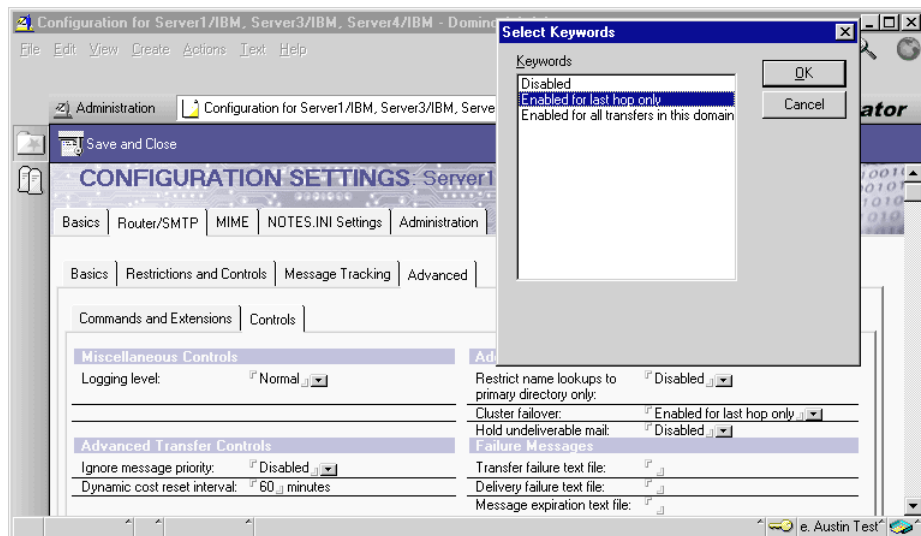 Configuration for Server1/IBM, Server3/IBM, Server4/IBM - Domino
Select Keywords
File Edit View Create Actions Text Help
Keywords
Disabled
Enabled for last hop only
Enabled for all transfers in this domain
OK
Cancel
Administration
Configuration for Server1/IBM, Server3/IBM, Serve
ator
Save and Close
CONFIGURATION SETTINGS: Server1
Basics Router/SMTP MIME NOTES.INI Settings Administration
Basics Restrictions and Controls Message Tracking Advanced
Commands and Extensions Controls
Miscellaneous Controls
Logging level: Normal
Restrict name lookups to primary directory only: Disabled
Cluster failover: Enabled for last hop only
Hold undeliverable mail: Disabled
Advanced Transfer Controls
Ignore message priority: Disabled
Dynamic cost reset interval: 60 minutes
Failure Messages
Transfer failure text file:
Delivery failure text file:
Message expiration text file:
e. Austin Test